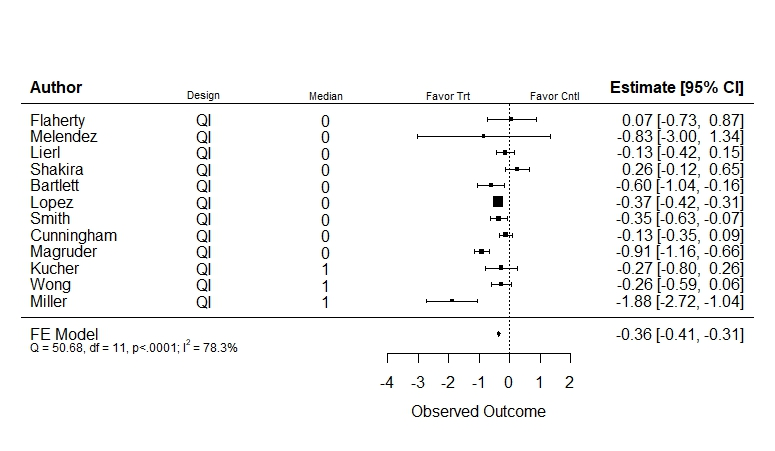 Author Design Median Favor Trt Favor Cntl Estimate [95% CI]
Flaherty QI 0 0.07 [-0.73, 0.87]
Melendez QI 0 -0.83 [-3.00, 1.34]
Lierl QI 0 -0.13 [-0.42, 0.15]
Shakira QI 0 0.26 [-0.12, 0.65]
Bartlett QI 0 -0.60 [-1.04, -0.16]
Lopez QI 0 -0.37 [-0.42, -0.31]
Smith QI 0 -0.35 [-0.63, -0.07]
Cunningham QI 0 -0.13 [-0.35, 0.09]
Magruder QI 0 -0.91 [-1.16, -0.66]
Kucher QI 1 -0.27 [-0.80, 0.26]
Wong QI 1 -0.26 [-0.59, 0.06]
Miller QI 1 -1.88 [-2.72, -1.04]
FE Model -0.36 [-0.41, -0.31]
Q = 50.68, df = 11, p<.0001; I² = 78.3%
-4 -3 -2 -1 0 1 2
Observed Outcome